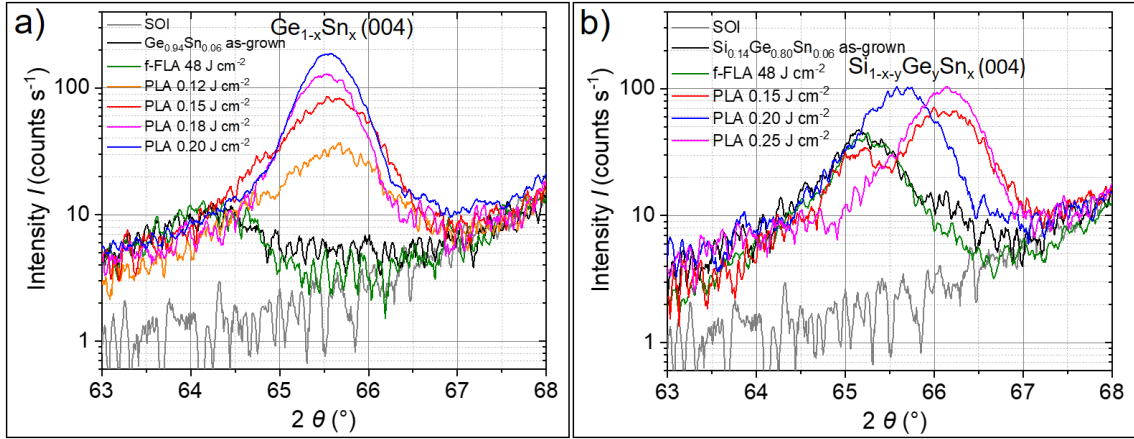 a)
Ge₁₋ₓSnₓ (004)
SOI
Ge₀.₉₄Sn₀.₀₆ as-grown
f-FLA 48 J cm⁻²
PLA 0.12 J cm⁻²
PLA 0.15 J cm⁻²
PLA 0.18 J cm⁻²
PLA 0.20 J cm⁻²
Intensity I / (counts s⁻¹)
100
10
1
63 64 65 66 67 68
2 θ (°)
b)
SOI
Si₀.₁₄Ge₀.₈₀Sn₀.₀₆ as-grown
Si₁₋ₓ₋ᵧGeᵧSnₓ (004)
f-FLA 48 J cm⁻²
PLA 0.15 J cm⁻²
PLA 0.20 J cm⁻²
PLA 0.25 J cm⁻²
Intensity I / (counts s⁻¹)
100
10
1
63 64 65 66 67 68
2 θ (°)